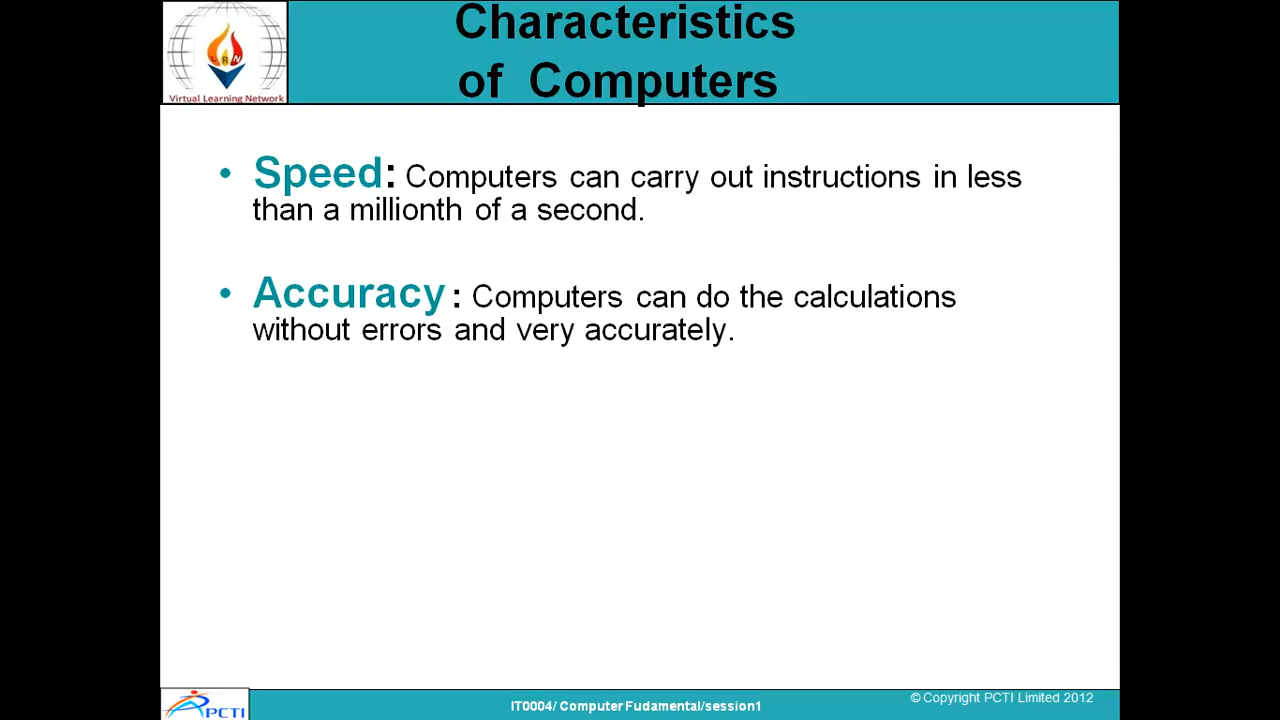 Characteristics
of Computers
LRN
Virtual Learning Network
• Speed: Computers can carry out instructions in less
than a millionth of a second.
• Accuracy : Computers can do the calculations
without errors and very accurately.
PCTI
IT0004/ Computer Fudamental/session1
© Copyright PCTI Limited 2012